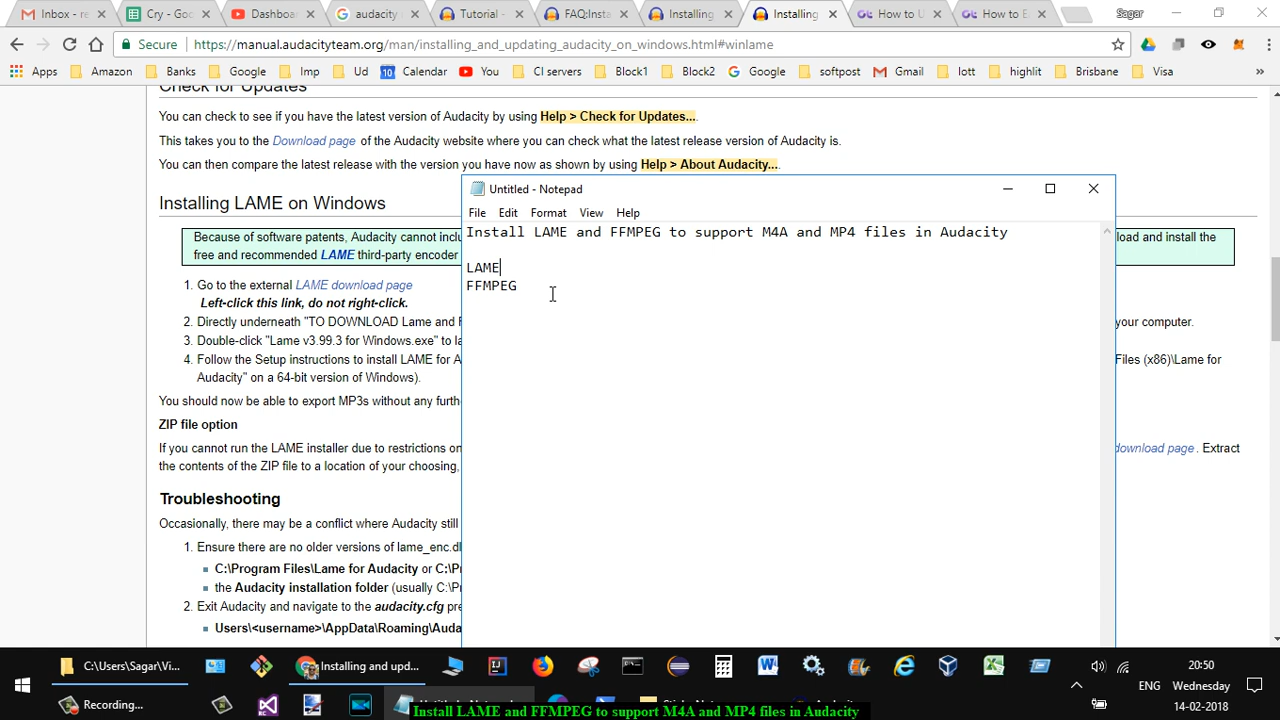 Inbox - re
Cry - Goo
Dashboar
audacity i
Tutorial -
FAQ:Insta
Installing
Installing
How to U
How to E
Sagar
Secure
https://manual.audacityteam.org/man/installing_and_updating_audacity_on_windows.html#winlame
Apps
Amazon
Banks
Google
Imp
Ud
10
Calendar
You
CI servers
Block1
Block2
Google
softpost
Gmail
lott
highlit
Brisbane
Visa
»
Check for Updates
You can check to see if you have the latest version of Audacity by using Help > Check for Updates...
This takes you to the Download page of the Audacity website where you can check what the latest release version of Audacity is.
You can then compare the latest release with the version you have now as shown by using Help > About Audacity...
Installing LAME on Windows
Because of software patents, Audacity cannot inclu
load and install the
free and recommended LAME third-party encoder
1. Go to the external LAME download page
Left-click this link, do not right-click.
2. Directly underneath "TO DOWNLOAD Lame and F
your computer.
3. Double-click "Lame v3.99.3 for Windows.exe" to la
4. Follow the Setup instructions to install LAME for A
Files (x86)\Lame for
Audacity" on a 64-bit version of Windows).
You should now be able to export MP3s without any furth
ZIP file option
If you cannot run the LAME installer due to restrictions on
download page. Extract
the contents of the ZIP file to a location of your choosing,
Troubleshooting
Occasionally, there may be a conflict where Audacity still
1. Ensure there are no older versions of lame_enc.dl
C:\Program Files\Lame for Audacity or C:\P
the Audacity installation folder (usually C:\P
2. Exit Audacity and navigate to the audacity.cfg pre
Users\<username>\AppData\Roaming\Auda
Untitled - Notepad
File Edit Format View Help
Install LAME and FFMPEG to support M4A and MP4 files in Audacity
LAME
FFMPEG
C:\Users\Sagar\Vi...
Installing and upd...
20:50
ENG
Wednesday
14-02-2018
Recording...
Install LAME and FFMPEG to support M4A and MP4 files in Audacity